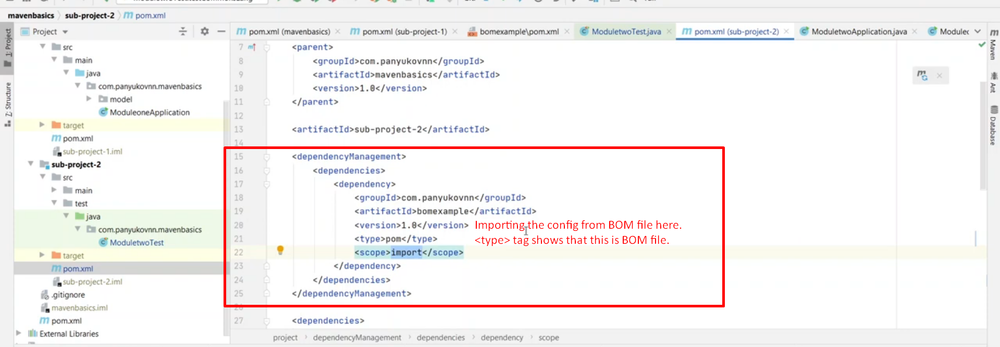 mavenbasics sub-project-2 pom.xml
1: Project
7: Structure
Project
src
main
java
com.panyukovnn.mavenbasics
model
ModuleoneApplication
target
pom.xml
sub-project-1.iml
sub-project-2
src
main
test
java
com.panyukovnn.mavenbasics
ModuletwoTest
target
pom.xml
sub-project-2.iml
.gitignore
mavenbasics.iml
pom.xml
External Libraries
pom.xml (mavenbasics) pom.xml (sub-project-1) bomexample\pom.xml ModuletwoTest.java pom.xml (sub-project-2) ModuletwoApplication.java
7 <parent>
8 <groupId>com.panyukovnn</groupId>
9 <artifactId>mavenbasics</artifactId>
10 <version>1.0</version>
11 </parent>
12
13 <artifactId>sub-project-2</artifactId>
14
15 <dependencyManagement>
16 <dependencies>
17 <dependency>
18 <groupId>com.panyukovnn</groupId>
19 <artifactId>bomexample</artifactId>
20 <version>1.0</version>
21 <type>pom</type>
22 <scope>import</scope>
23 </dependency>
24 </dependencies>
25 </dependencyManagement>
27 <dependencies>
Importing the config from BOM file here.
<type> tag shows that this is BOM file.
project dependencyManagement dependencies dependency scope
Maven
Ant
Database